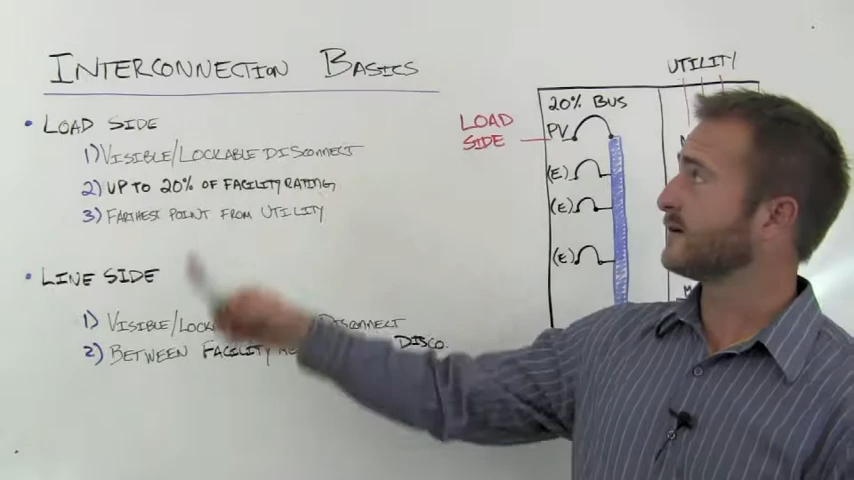 INTERCONNECTION BASICS
• LOAD SIDE
1) VISIBLE/LOCKABLE DISCONNECT
2) UP TO 20% OF FACILITY RATING
3) FARTHEST POINT FROM UTILITY
• LINE SIDE
1) VISIBLE/LOCK DISCONNECT
2) BETWEEN FACILITY DISCO.
UTILITY
20% BUS
LOAD SIDE
PV
(E)
(E)
(E)